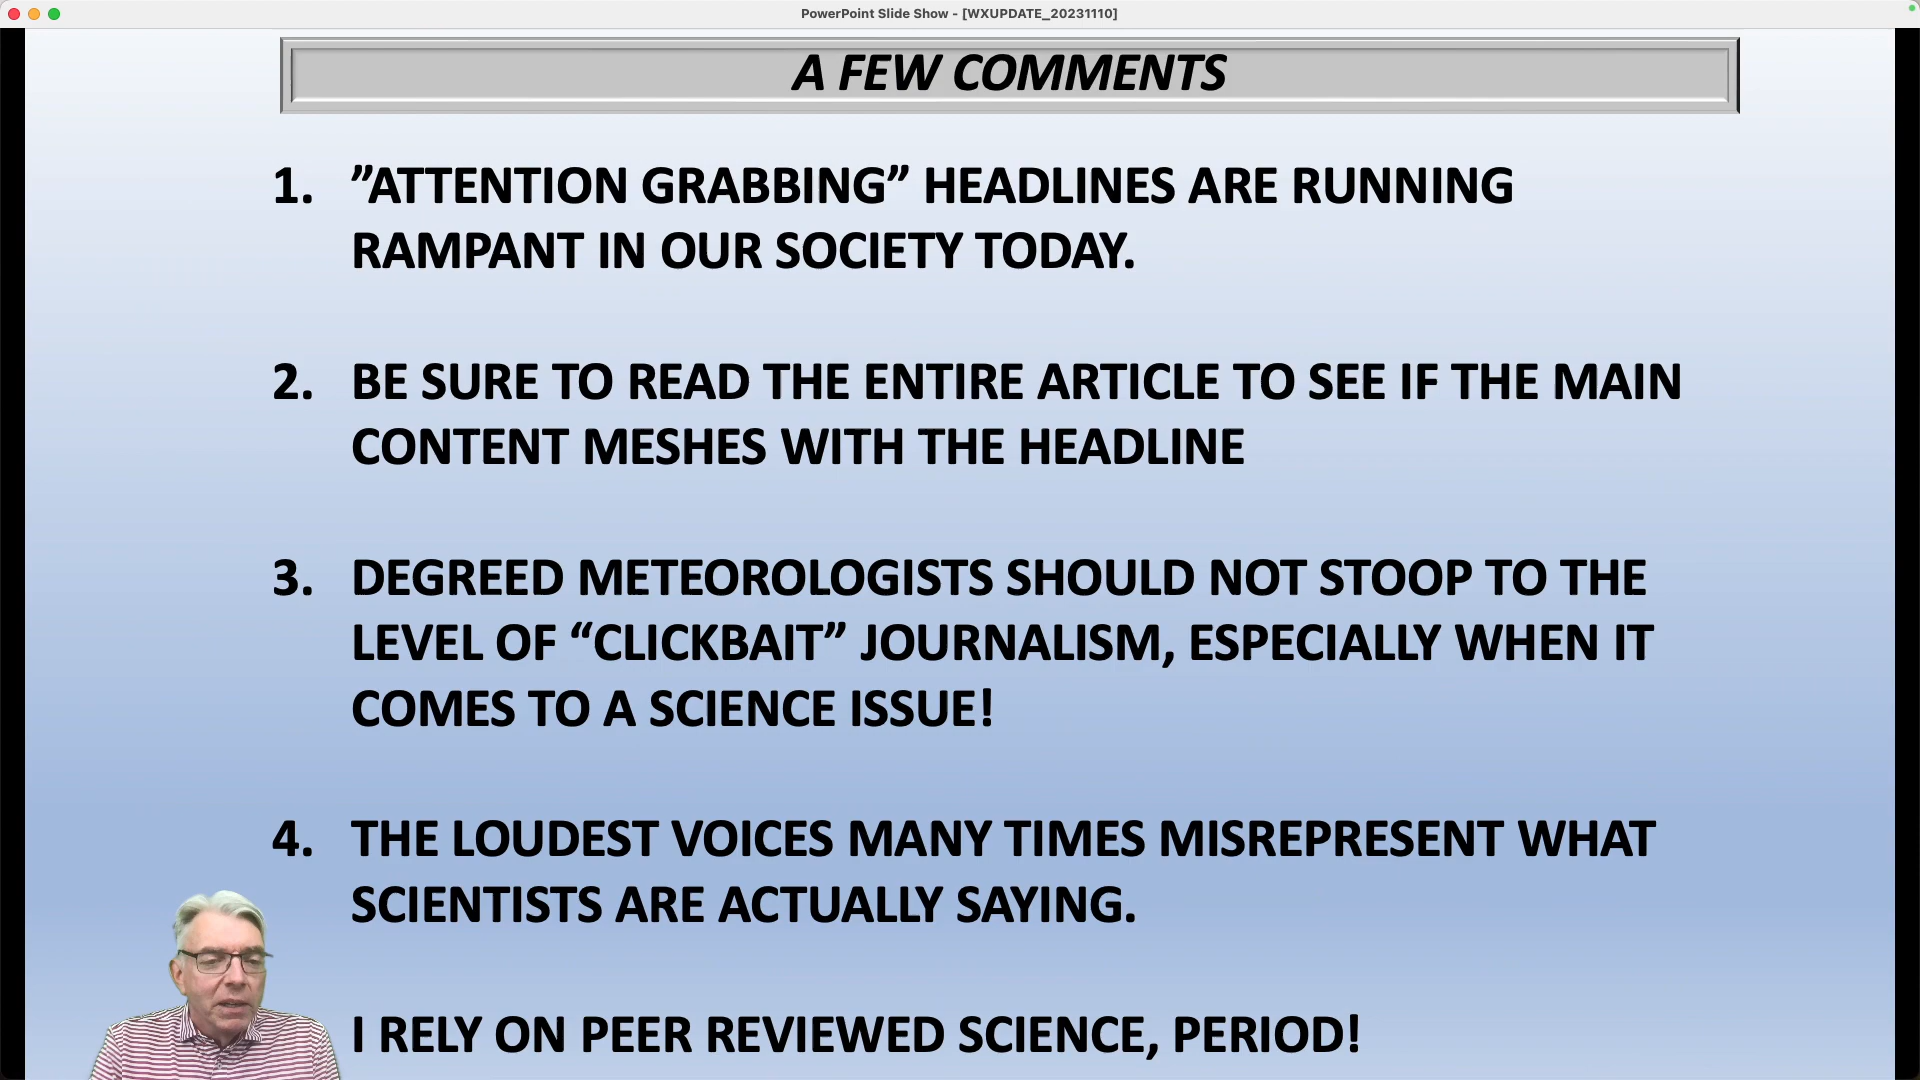 PowerPoint Slide Show - [WXUPDATE_20231110]
A FEW COMMENTS
1. ”ATTENTION GRABBING” HEADLINES ARE RUNNING
RAMPANT IN OUR SOCIETY TODAY.
2. BE SURE TO READ THE ENTIRE ARTICLE TO SEE IF THE MAIN
CONTENT MESHES WITH THE HEADLINE
3. DEGREED METEOROLOGISTS SHOULD NOT STOOP TO THE
LEVEL OF “CLICKBAIT” JOURNALISM, ESPECIALLY WHEN IT
COMES TO A SCIENCE ISSUE!
4. THE LOUDEST VOICES MANY TIMES MISREPRESENT WHAT
SCIENTISTS ARE ACTUALLY SAYING.
I RELY ON PEER REVIEWED SCIENCE, PERIOD!